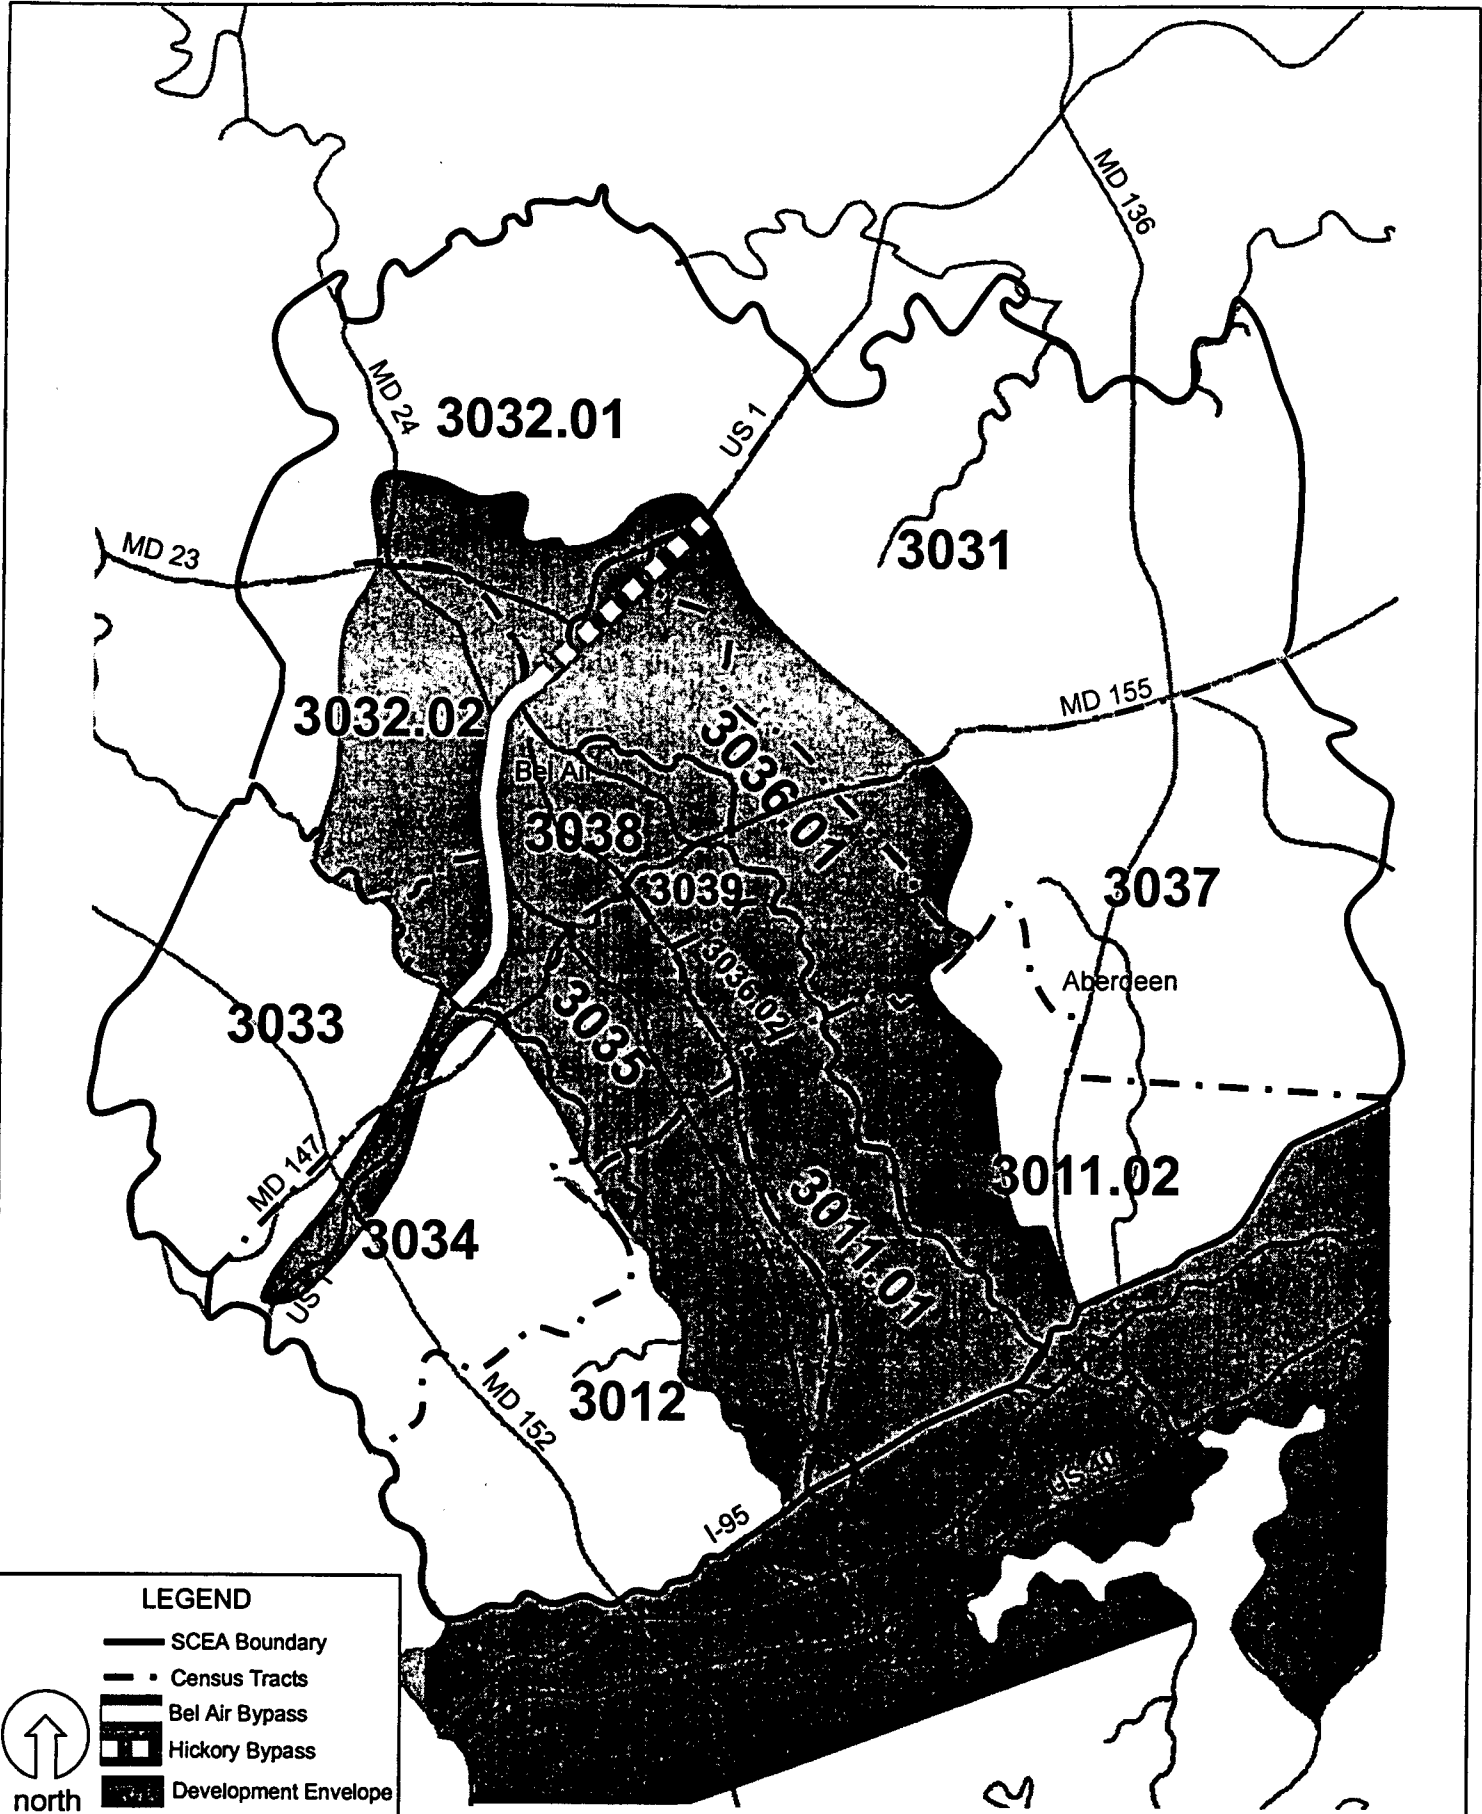 MD 136
MD 24
3032.01
US 1
MD 23
3031
MD 155
3032.02
3036.01
Bel Air
3038
3039
3037
3036.02
Aberdeen
3033
3035
MD 147
3011.02
3034
3011.01
US 1
3012
MD 152
US 40
I-95
LEGEND
SCEA Boundary
Census Tracts
Bel Air Bypass
Hickory Bypass
Development Envelope
north